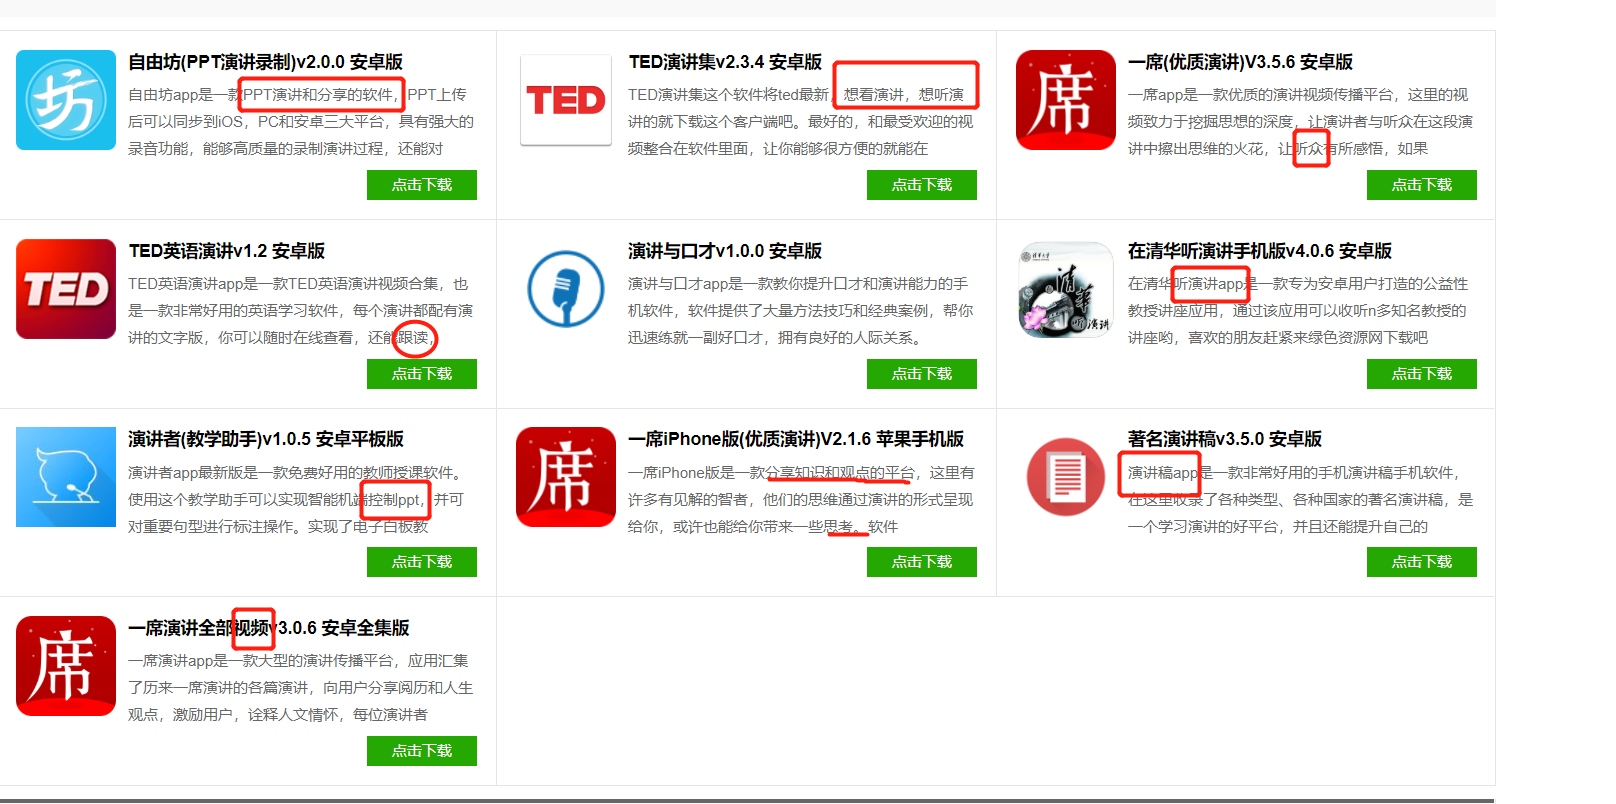 坊
自由坊(PPT演讲录制)v2.0.0 安卓版
自由坊app是一款PPT演讲和分享的软件，PPT上传
后可以同步到iOS，PC和安卓三大平台，具有强大的
录音功能，能够高质量的录制演讲过程，还能对
点击下载
TED
TED演讲集v2.3.4 安卓版
TED演讲集这个软件将ted最新，想看演讲，想听演
讲的就下载这个客户端吧。最好的，和最受欢迎的视
频整合在软件里面，让你能够很方便的就能在
点击下载
席
一席(优质演讲)V3.5.6 安卓版
一席app是一款优质的演讲视频传播平台，这里的视
频致力于挖掘思想的深度，让演讲者与听众在这段演
讲中擦出思维的火花，让听众有所感悟，如果
点击下载
TED
TED英语演讲v1.2 安卓版
TED英语演讲app是一款TED英语演讲视频合集，也
是一款非常好用的英语学习软件，每个演讲都配有演
讲的文字版，你可以随时在线查看，还能跟读，
点击下载
演讲与口才v1.0.0 安卓版
演讲与口才app是一款教你提升口才和演讲能力的手
机软件，软件提供了大量方法技巧和经典案例，帮你
迅速练就一副好口才，拥有良好的人际关系。
点击下载
清华
听演讲
在清华听演讲手机版v4.0.6 安卓版
在清华听演讲app是一款专为安卓用户打造的公益性
教授讲座应用，通过该应用可以收听n多知名教授的
讲座哟，喜欢的朋友赶紧来绿色资源网下载吧
点击下载
演讲者(教学助手)v1.0.5 安卓平板版
演讲者app最新版是一款免费好用的教师授课软件。
使用这个教学助手可以实现智能机端控制ppt，并可
对重要句型进行标注操作。实现了电子白板教
点击下载
席
一席iPhone版(优质演讲)V2.1.6 苹果手机版
一席iPhone版是一款分享知识和观点的平台，这里有
许多有见解的智者，他们的思维通过演讲的形式呈现
给你，或许也能给你带来一些思考。软件
点击下载
著名演讲稿v3.5.0 安卓版
演讲稿app是一款非常好用的手机演讲稿手机软件，
在这里收录了各种类型、各种国家的著名演讲稿，是
一个学习演讲的好平台，并且还能提升自己的
点击下载
席
一席演讲全部视频v3.0.6 安卓全集版
一席演讲app是一款大型的演讲传播平台，应用汇集
了历来一席演讲的各篇演讲，向用户分享阅历和人生
观点，激励用户，诠释人文情怀，每位演讲者
点击下载